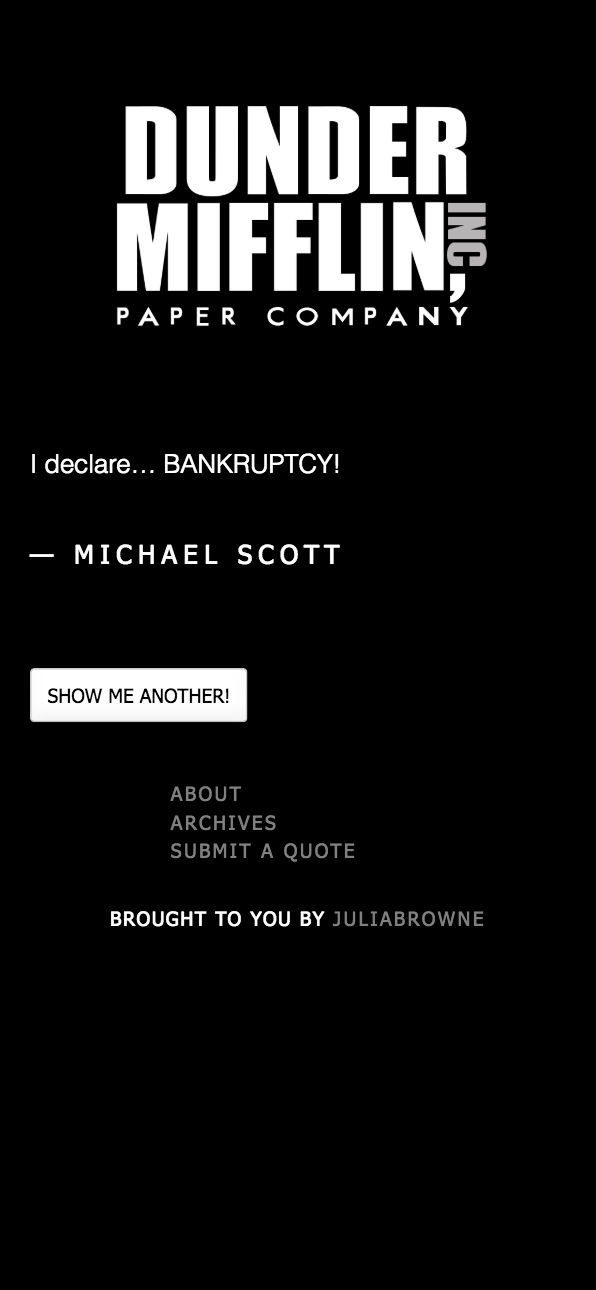 DUNDER
MIFFLIN, INC
PAPER COMPANY
I declare… BANKRUPTCY!
— MICHAEL SCOTT
SHOW ME ANOTHER!
ABOUT
ARCHIVES
SUBMIT A QUOTE
BROUGHT TO YOU BY JULIABROWNE